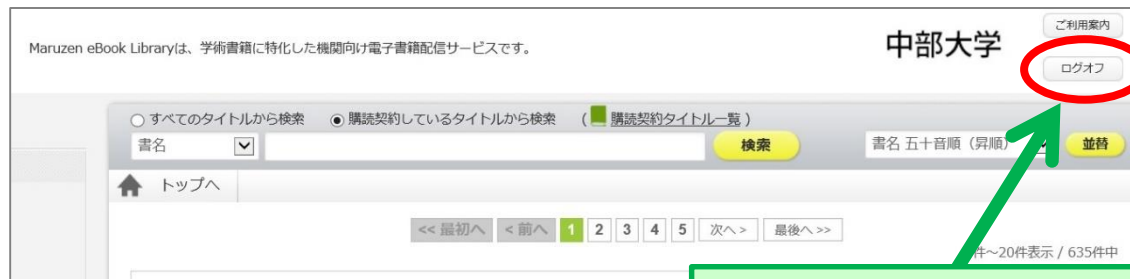 ご利用案内
Maruzen eBook Libraryは、学術書籍に特化した機関向け電子書籍配信サービスです。
中部大学
ログオフ
すべてのタイトルから検索 購読契約しているタイトルから検索 ( 購読契約タイトル一覧 )
書名 検索 書名 五十音順（昇順） 並替
トップへ
<< 最初へ < 前へ 1 2 3 4 5 次へ > 最後へ >>
件～20件表示 / 635件中